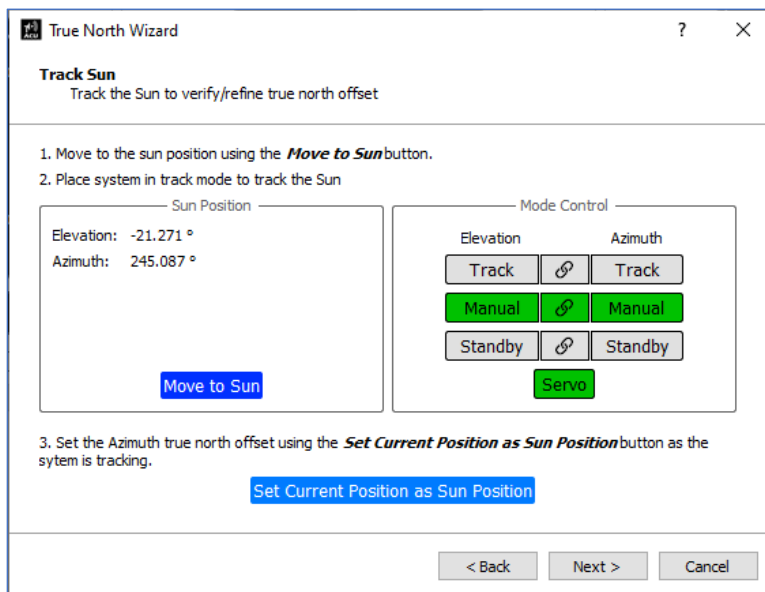 ACU True North Wizard ? X
Track Sun
Track the Sun to verify/refine true north offset
1. Move to the sun position using the Move to Sun button.
2. Place system in track mode to track the Sun
Sun Position
Elevation: -21.271 °
Azimuth: 245.087 °
Move to Sun
Mode Control
Elevation Azimuth
Track Track
Manual Manual
Standby Standby
Servo
3. Set the Azimuth true north offset using the Set Current Position as Sun Position button as the
sytem is tracking.
Set Current Position as Sun Position
< Back Next > Cancel